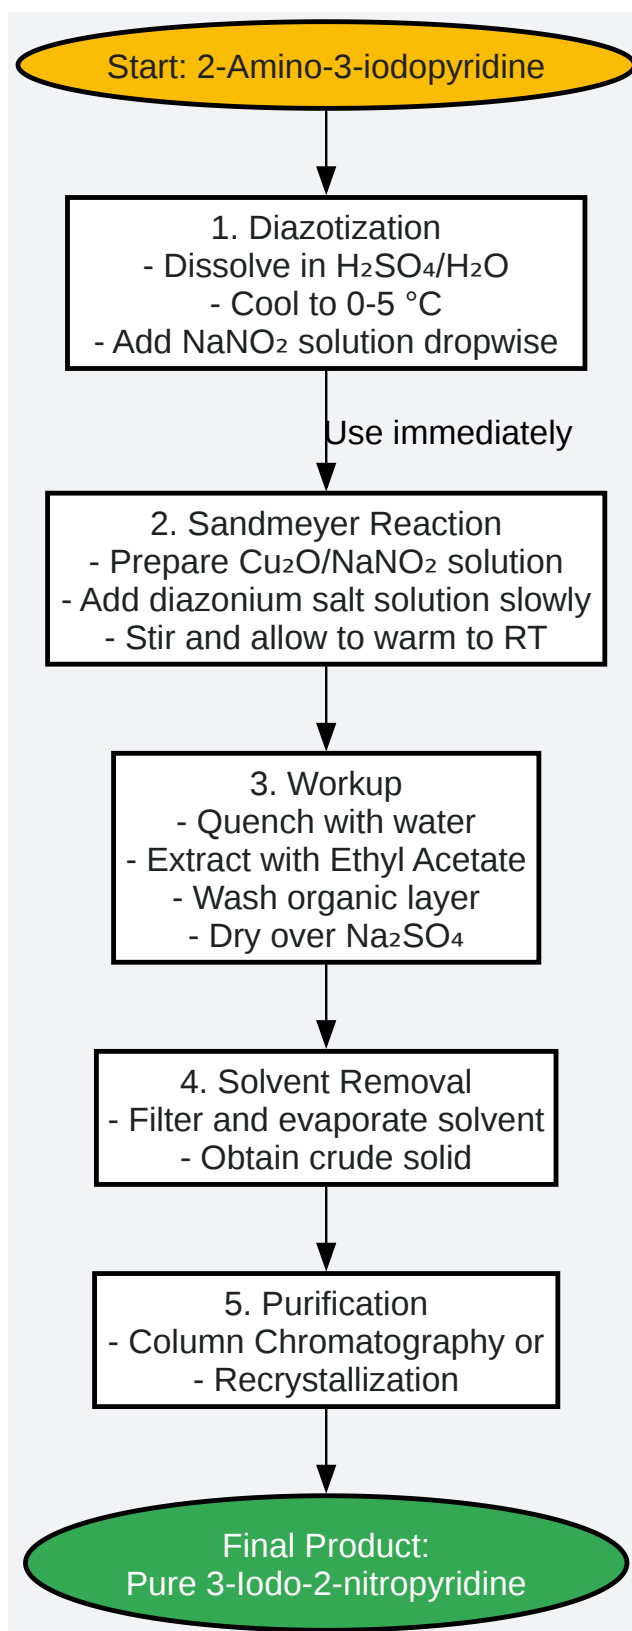 Start: 2-Amino-3-iodopyridine
1. Diazotization
- Dissolve in H₂SO₄/H₂O
- Cool to 0-5 °C
- Add NaNO₂ solution dropwise
Use immediately
2. Sandmeyer Reaction
- Prepare Cu₂O/NaNO₂ solution
- Add diazonium salt solution slowly
- Stir and allow to warm to RT
3. Workup
- Quench with water
- Extract with Ethyl Acetate
- Wash organic layer
- Dry over Na₂SO₄
4. Solvent Removal
- Filter and evaporate solvent
- Obtain crude solid
5. Purification
- Column Chromatography or
- Recrystallization
Final Product:
Pure 3-Iodo-2-nitropyridine